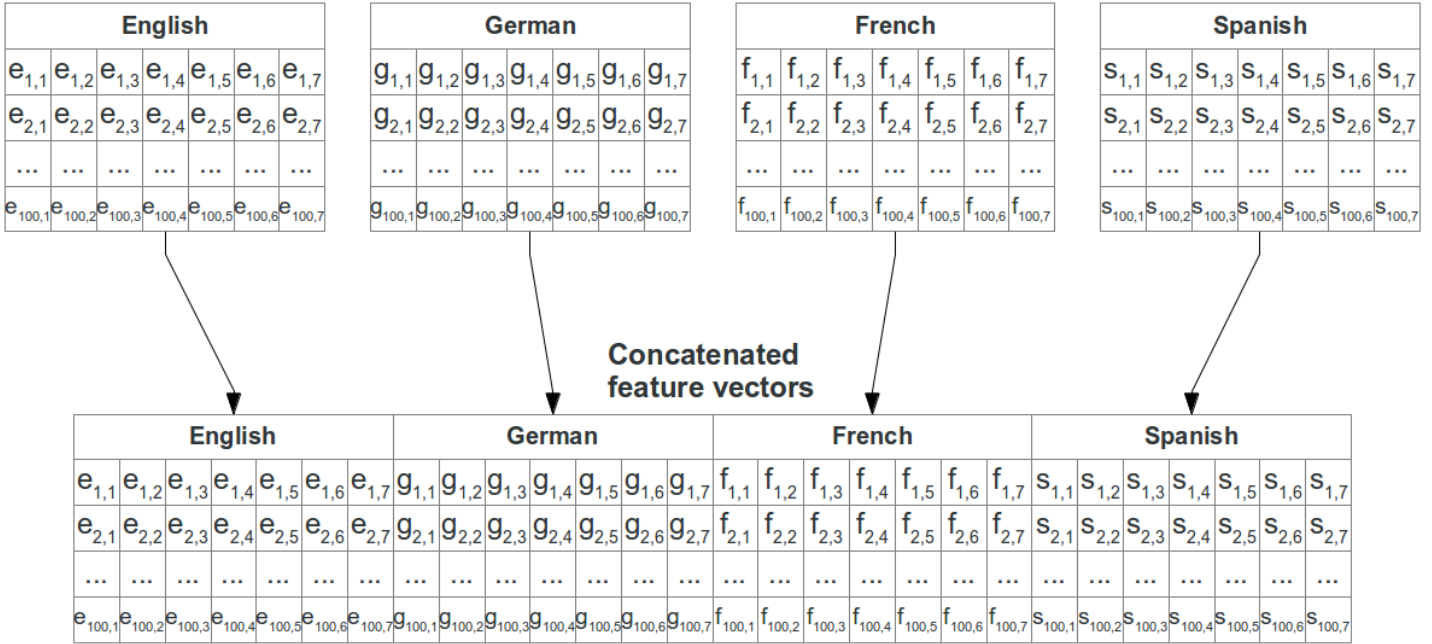 English German French Spanish
e1,1 e1,2 e1,3 e1,4 e1,5 e1,6 e1,7 g1,1 g1,2 g1,3 g1,4 g1,5 g1,6 g1,7 f1,1 f1,2 f1,3 f1,4 f1,5 f1,6 f1,7 s1,1 s1,2 s1,3 s1,4 s1,5 s1,6 s1,7
e2,1 e2,2 e2,3 e2,4 e2,5 e2,6 e2,7 g2,1 g2,2 g2,3 g2,4 g2,5 g2,6 g2,7 f2,1 f2,2 f2,3 f2,4 f2,5 f2,6 f2,7 s2,1 s2,2 s2,3 s2,4 s2,5 s2,6 s2,7
... ... ... ... ... ... ... ... ... ... ... ... ... ... ... ... ... ... ... ... ... ... ... ... ... ... ... ...
e100,1 e100,2 e100,3 e100,4 e100,5 e100,6 e100,7 g100,1 g100,2 g100,3 g100,4 g100,5 g100,6 g100,7 f100,1 f100,2 f100,3 f100,4 f100,5 f100,6 f100,7 s100,1 s100,2 s100,3 s100,4 s100,5 s100,6 s100,7
Concatenated
feature vectors
English German French Spanish
e1,1 e1,2 e1,3 e1,4 e1,5 e1,6 e1,7 g1,1 g1,2 g1,3 g1,4 g1,5 g1,6 g1,7 f1,1 f1,2 f1,3 f1,4 f1,5 f1,6 f1,7 s1,1 s1,2 s1,3 s1,4 s1,5 s1,6 s1,7
e2,1 e2,2 e2,3 e2,4 e2,5 e2,6 e2,7 g2,1 g2,2 g2,3 g2,4 g2,5 g2,6 g2,7 f2,1 f2,2 f2,3 f2,4 f2,5 f2,6 f2,7 s2,1 s2,2 s2,3 s2,4 s2,5 s2,6 s2,7
... ... ... ... ... ... ... ... ... ... ... ... ... ... ... ... ... ... ... ... ... ... ... ... ... ... ... ...
e100,1 e100,2 e100,3 e100,4 e100,5 e100,6 e100,7 g100,1 g100,2 g100,3 g100,4 g100,5 g100,6 g100,7 f100,1 f100,2 f100,3 f100,4 f100,5 f100,6 f100,7 s100,1 s100,2 s100,3 s100,4 s100,5 s100,6 s100,7